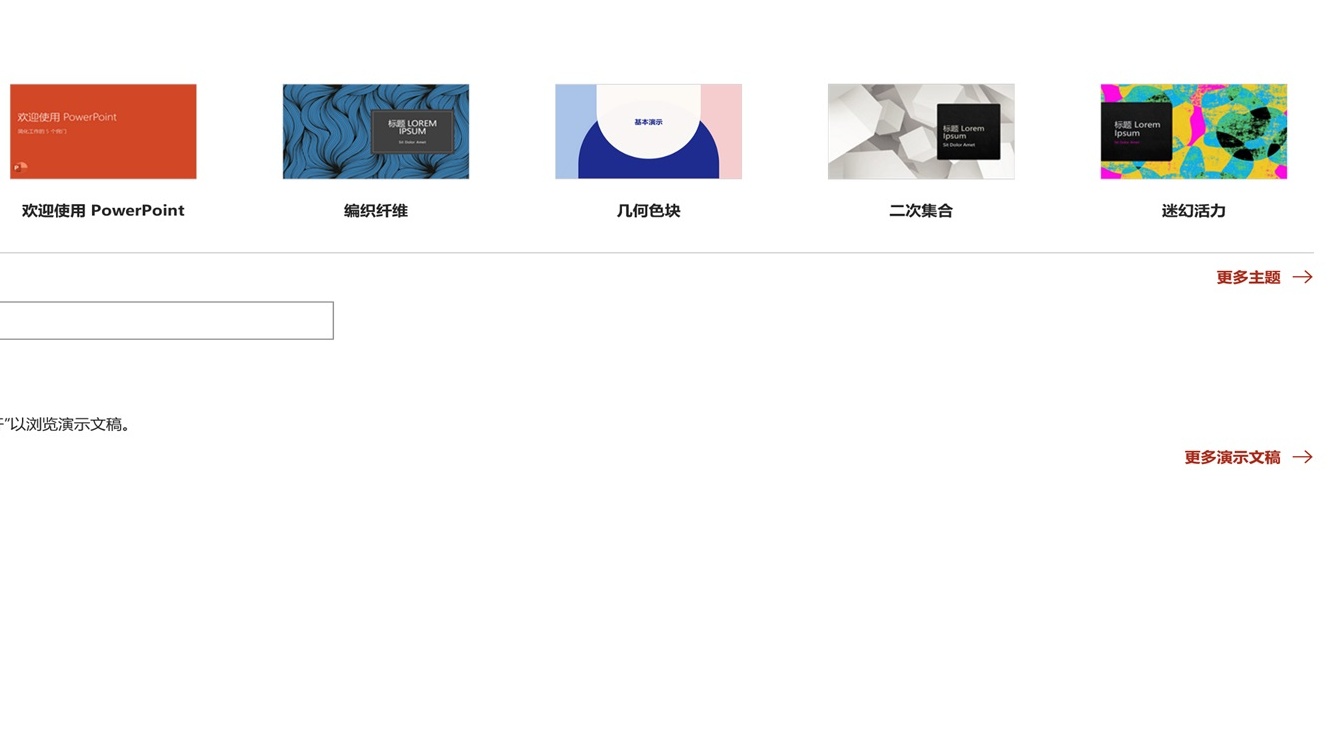 欢迎使用 PowerPoint
标题 LOREM
IPSUM
Sit Dolor Amet
基本演示
标题 Lorem
Ipsum
Sit Dolor Amet
标题 Lorem
Ipsum
Sit Dolor Amet
欢迎使用 PowerPoint
编织纤维
几何色块
二次集合
迷幻活力
更多主题
”以浏览演示文稿。
更多演示文稿